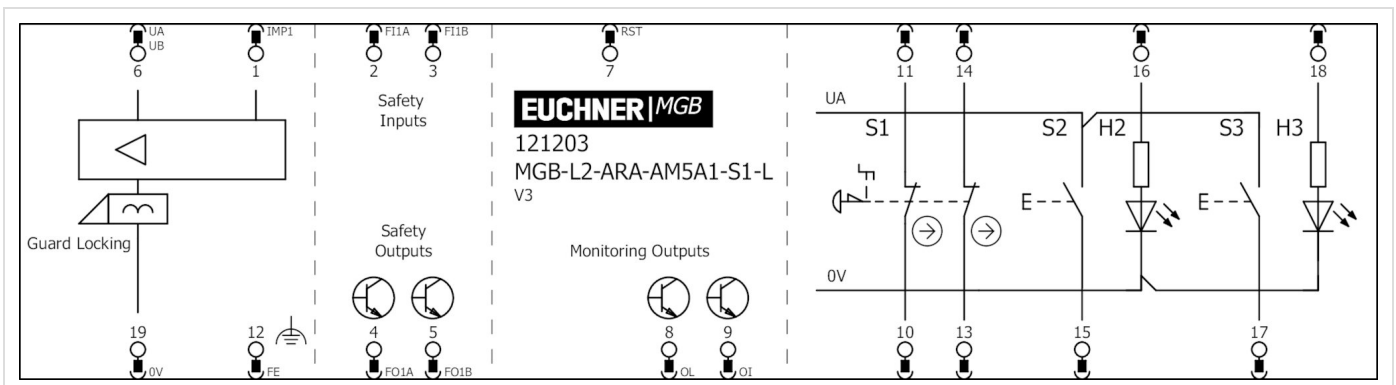 UA UB IMP1 FI1A FI1B RST
6 1 2 3 7 11 14 16 18
Safety
Inputs
EUCHNER|MGB
121203
MGB-L2-ARA-AM5A1-S1-L
V3
UA
S1 S2 H2 S3 H3
E E
Guard Locking
Safety
Outputs
Monitoring Outputs
0V
19 12 4 5 8 9 10 13 15 17
0V FE FO1A FO1B OL OI